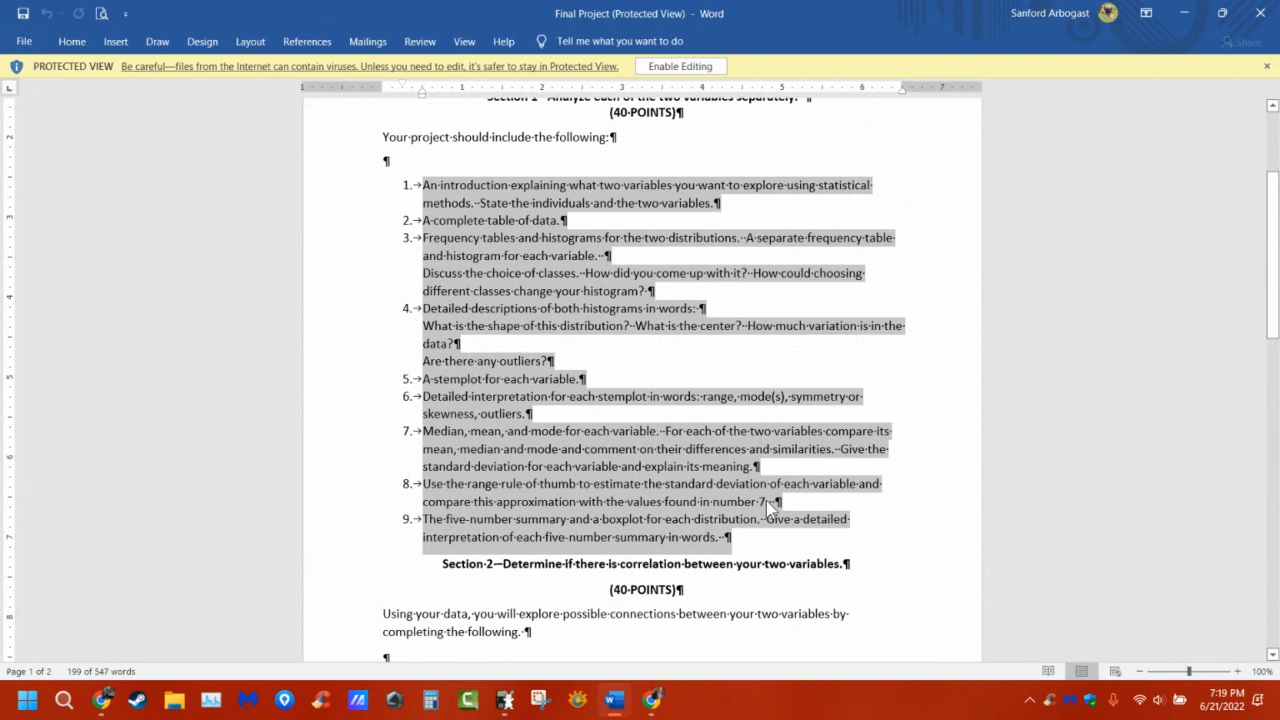 Final Project (Protected View) - Word
Sanford Arbogast
File Home Insert Draw Design Layout References Mailings Review View Help Tell me what you want to do Share
PROTECTED VIEW Be careful—files from the Internet can contain viruses. Unless you need to edit, it's safer to stay in Protected View. Enable Editing
1 1 2 3 4 5 6 7
Section 1 - Analyze each of the two variables separately. ¶
(40·POINTS)¶
Your·project·should·include·the·following:¶
¶
1.→An·introduction·explaining·what·two·variables·you·want·to·explore·using·statistical·
methods.··State·the·individuals·and·the·two·variables.¶
2.→A·complete·table·of·data.¶
3.→Frequency·tables·and·histograms·for·the·two·distributions.··A·separate·frequency·table·
and·histogram·for·each·variable.··¶
Discuss·the·choice·of·classes.··How·did·you·come·up·with·it?··How·could·choosing·
different·classes·change·your·histogram?·¶
4.→Detailed·descriptions·of·both·histograms·in·words:·¶
What·is·the·shape·of·this·distribution?··What·is·the·center?··How·much·variation·is·in·the·
data?¶
Are·there·any·outliers?¶
5.→A·stemplot·for·each·variable.¶
6.→Detailed·interpretation·for·each·stemplot·in·words:·range,·mode(s),·symmetry·or·
skewness,·outliers.¶
7.→Median,·mean,·and·mode·for·each·variable.··For·each·of·the·two·variables·compare·its·
mean,·median·and·mode·and·comment·on·their·differences·and·similarities.··Give·the·
standard·deviation·for·each·variable·and·explain·its·meaning.¶
8.→Use·the·range·rule·of·thumb·to·estimate·the·standard·deviation·of·each·variable·and·
compare·this·approximation·with·the·values·found·in·number·7.··¶
9.→The·five-number·summary·and·a·boxplot·for·each·distribution.··Give·a·detailed·
interpretation·of·each·five-number·summary·in·words.··¶
Section·2·–·Determine·if·there·is·correlation·between·your·two·variables.¶
(40·POINTS)¶
Using·your·data,·you·will·explore·possible·connections·between·your·two·variables·by·
completing·the·following.·¶
¶
Page 1 of 2 199 of 547 words 100%
7:19 PM
6/21/2022